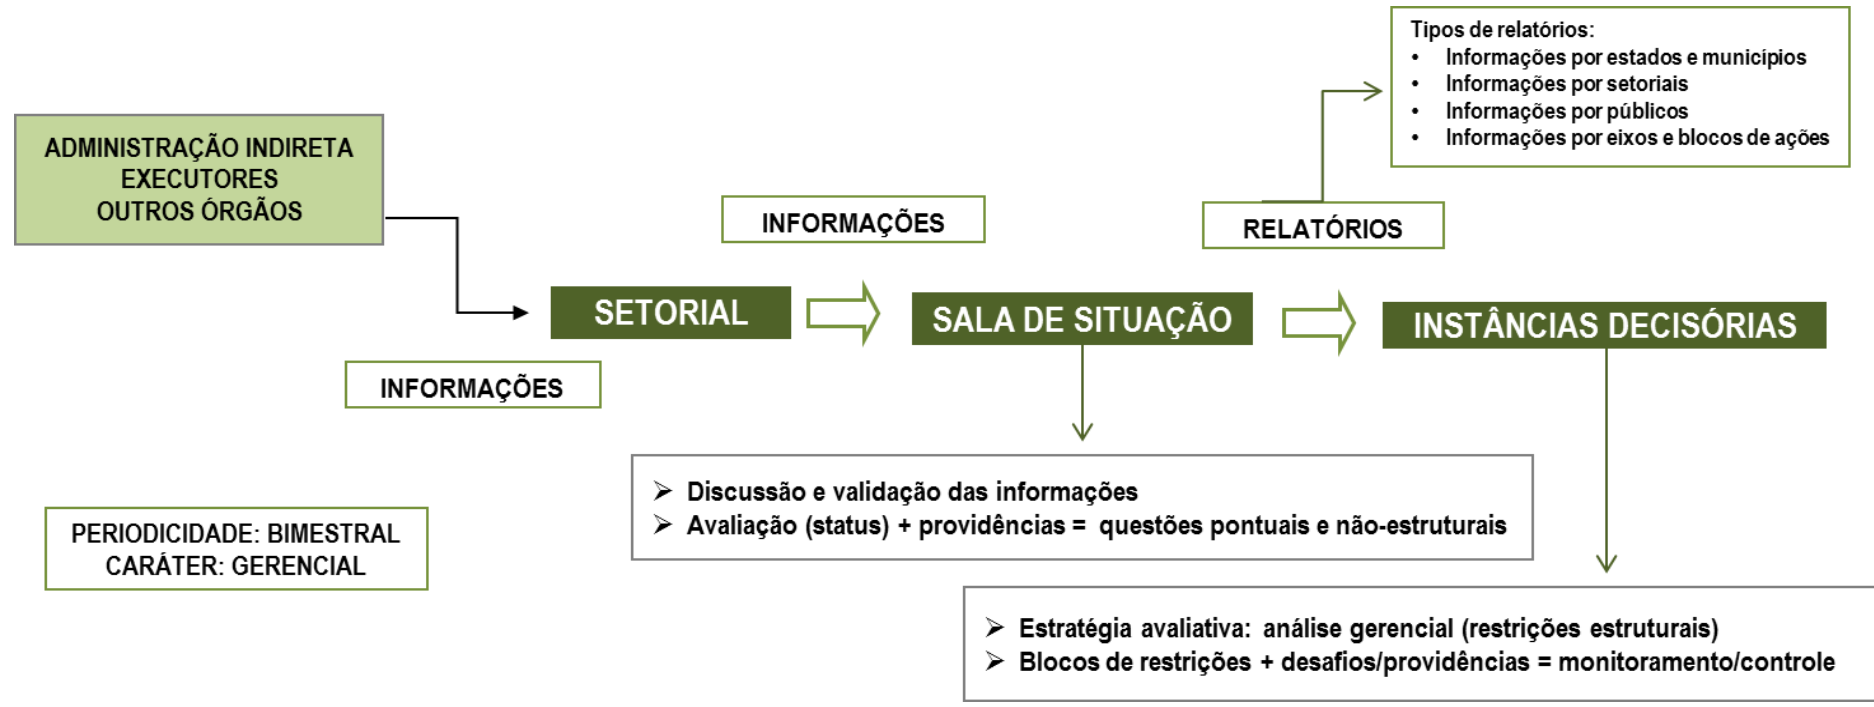 Tipos de relatórios:
• Informações por estados e municípios
• Informações por setoriais
• Informações por públicos
• Informações por eixos e blocos de ações
ADMINISTRAÇÃO INDIRETA
EXECUTORES
OUTROS ÓRGÃOS
INFORMAÇÕES
RELATÓRIOS
SETORIAL
SALA DE SITUAÇÃO
INSTÂNCIAS DECISÓRIAS
INFORMAÇÕES
➢ Discussão e validação das informações
➢ Avaliação (status) + providências = questões pontuais e não-estruturais
PERIODICIDADE: BIMESTRAL
CARÁTER: GERENCIAL
➢ Estratégia avaliativa: análise gerencial (restrições estruturais)
➢ Blocos de restrições + desafios/providências = monitoramento/controle